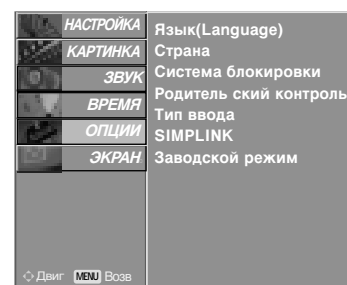 НАСТРОЙКА
КАРТИНКА
ЗВУК
ВРЕМЯ
ОПЦИИ
ЭКРАН
Язык(Language)
Страна
Система блокировки
Родитель ский контроль
Тип ввода
SIMPLINK
Заводской режим
Двиг MENU Возв